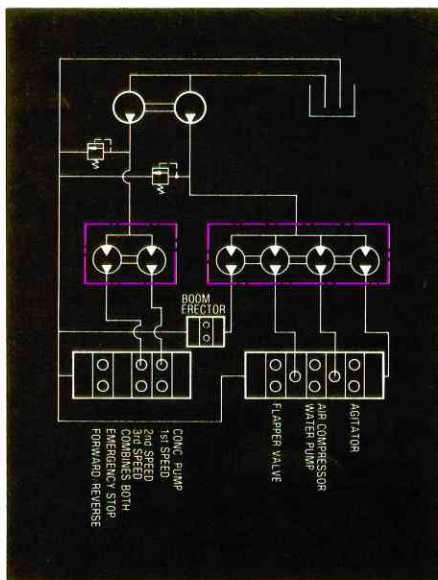 BOOM
ERECTOR
CONC. PUMP
1st SPEED
2nd SPEED
COMBINES BOTH
3rd SPEED
EMERGENCY STOP
FORWARD REVERSE
AGITATOR
AIR COMPRESSOR
WATER PUMP
FLAPPER VALVE